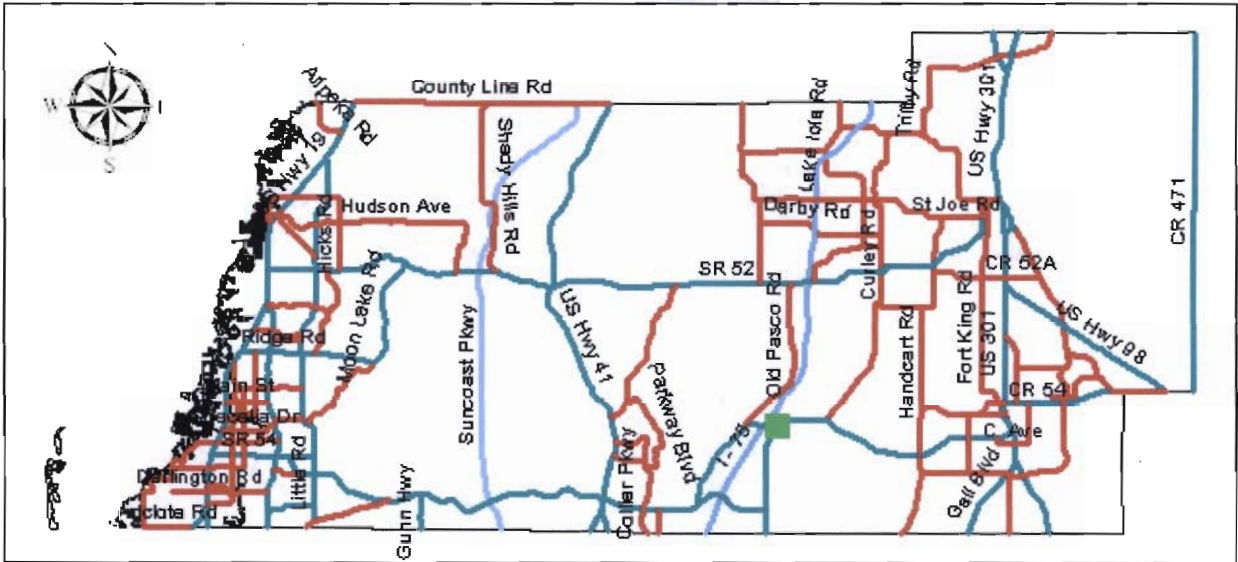 Aripeka Rd
County Line Rd
Lake Iola Rd
Trilby Rd
US Hwy 301
Hwy 19
Shady Hills Rd
CR 471
Hicks Rd
Hudson Ave
Darby Rd
St Joe Rd
Moon Lake Rd
SR 52
Curley Rd
CR 52A
W
S
Suncoast Pkwy
US Hwy 41
Old Pasco Rd
Handcart Rd
Fort King Rd
US 301
US Hwy 98
Ridge Rd
Parkway Blvd
CR 54
SR 54
Little Rd
I-75
C Ave
Gall Blvd
Collier Pkwy
Gunn Hwy